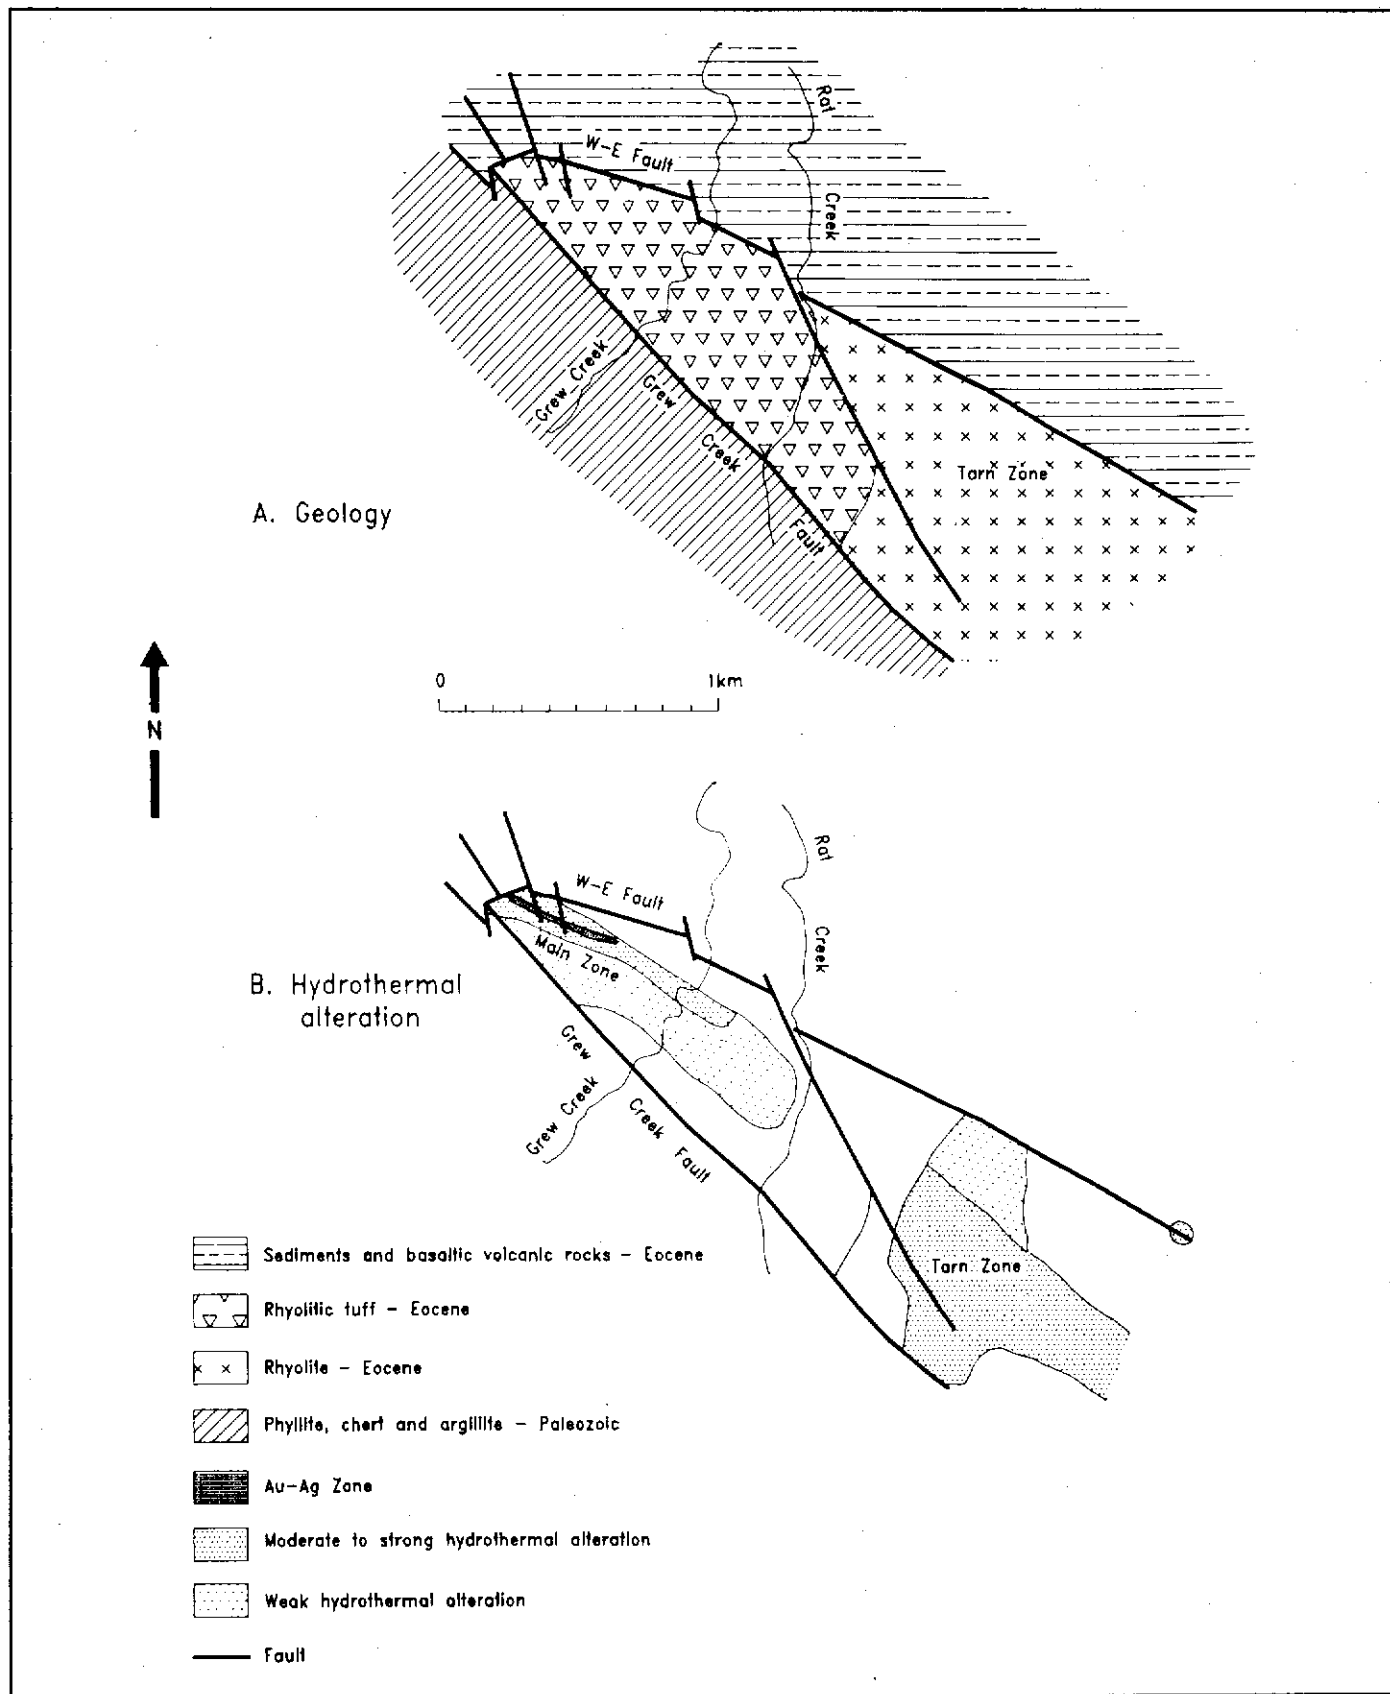 Rat
W-E Fault
Creek
Grew Creek
Grew
Creek
Tarn Zone
Fault
A. Geology
0 1km
N
Rat
W-E Fault
Creek
Main Zone
B. Hydrothermal
alteration
Grew
Grew Creek
Creek Fault
Tarn Zone
Sediments and basaltic volcanic rocks - Eocene
Rhyolitic tuff - Eocene
Rhyolite - Eocene
Phyllite, chert and argillite - Paleozoic
Au-Ag Zone
Moderate to strong hydrothermal alteration
Weak hydrothermal alteration
Fault